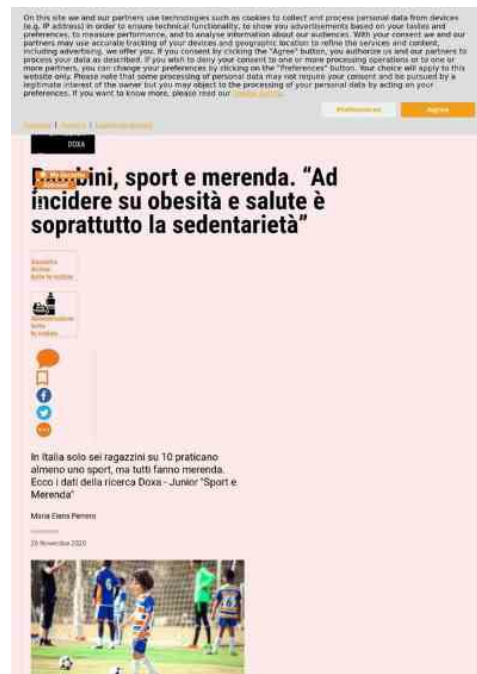 On this site we and our partners use technologies such as cookies to collect and process personal data from devices
(e.g. IP address) in order to ensure technical functionality, to show you advertisements based on your tastes and
preferences, to measure performance, and to analyse information about our audiences. With your consent we and our
partners may use accurate tracking of your devices and geographic location to refine the services and content,
including advertising, we offer you. If you consent by clicking the "Agree" button, you authorize us and our partners to
process your data as described. If you wish to deny your consent to one or more processing operations or to one or
more partners, you can change your preferences by clicking on the "Preferences" button. Your choice will apply to this
website only. Please note that some processing of personal data may not require your consent and be pursued by a
legitimate interest of the owner but you may object to the processing of your personal data by acting on your
preferences. If you want to know more, please read our
Preferences
Agree
DOXA
Bambini, sport e merenda. “Ad
incidere su obesità e salute è
soprattutto la sedentarietà”
Alimentazione
tutte
le notizie
In Italia solo sei ragazzini su 10 praticano
almeno uno sport, ma tutti fanno merenda.
Ecco i dati della ricerca Doxa - Junior "Sport e
Merenda"
Maria Elena Perrero
26 Novembre 2020